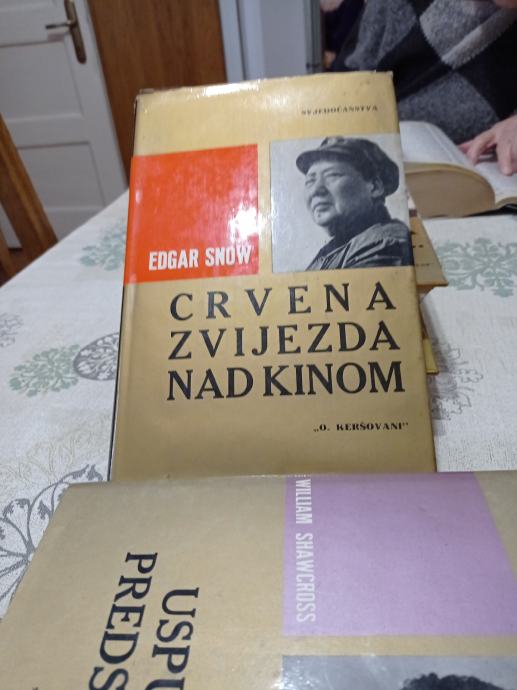 SVJEDOČANSTVA
EDGAR SNOW
CRVENA
ZVIJEZDA
NAD KINOM
„O. KERŠOVANI"
WILLIAM SHAWCROSS